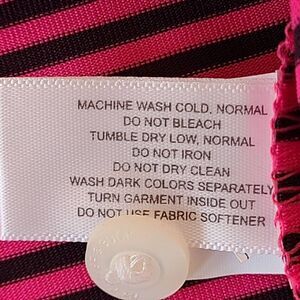 MACHINE WASH COLD, NORMAL
DO NOT BLEACH
TUMBLE DRY LOW, NORMAL
DO NOT IRON
DO NOT DRY CLEAN
WASH DARK COLORS SEPARATELY
TURN GARMENT INSIDE OUT
DO NOT USE FABRIC SOFTENER